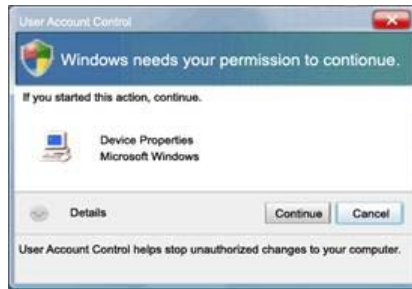 User Account Control
Windows needs your permission to contionue.
If you started this action, continue.
Device Properties
Microsoft Windows
Details
Continue
Cancel
User Account Control helps stop unauthorized changes to your computer.